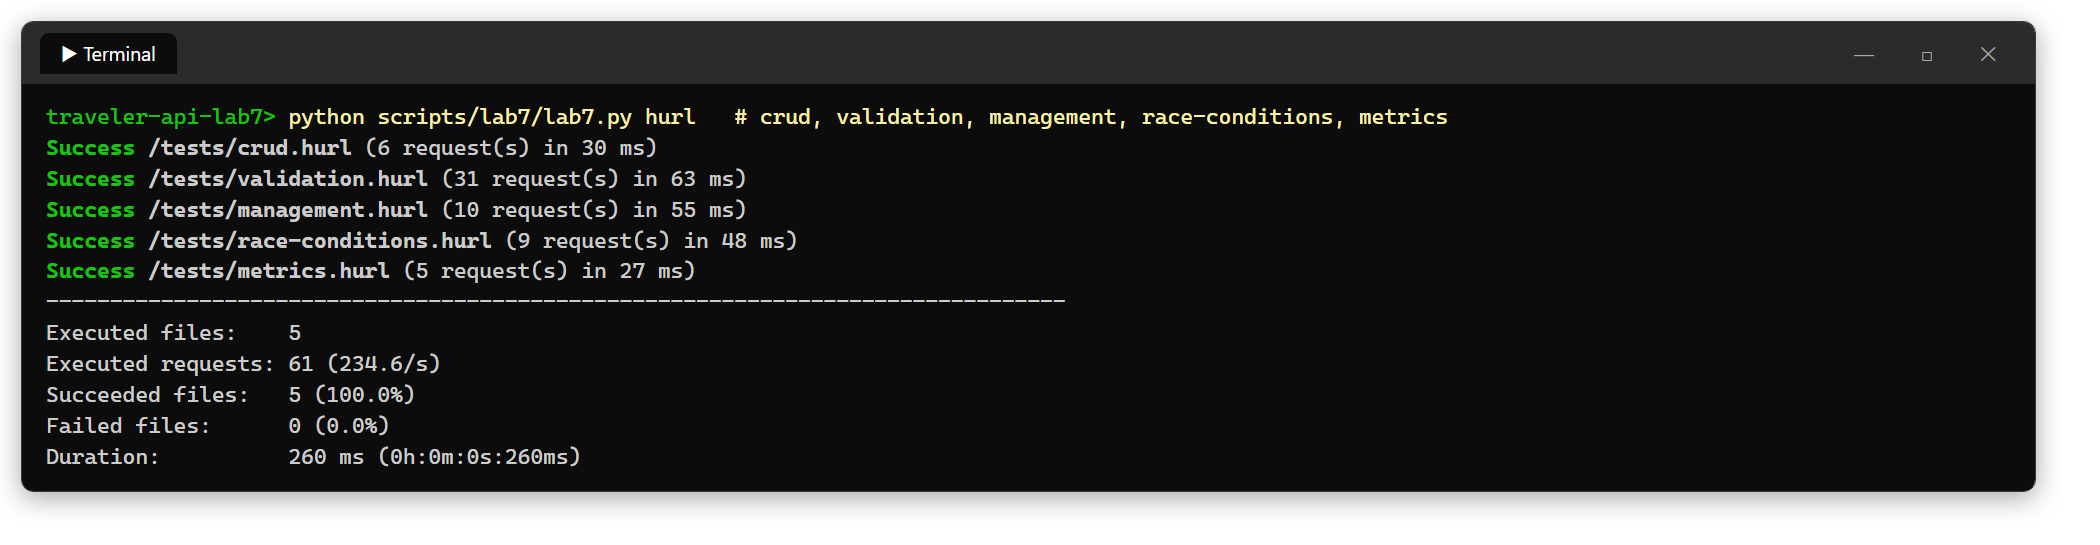 ▶ Terminal
traveler-api-lab7> python scripts/lab7/lab7.py hurl   # crud, validation, management, race-conditions, metrics
Success /tests/crud.hurl (6 request(s) in 30 ms)
Success /tests/validation.hurl (31 request(s) in 63 ms)
Success /tests/management.hurl (10 request(s) in 55 ms)
Success /tests/race-conditions.hurl (9 request(s) in 48 ms)
Success /tests/metrics.hurl (5 request(s) in 27 ms)
--------------------------------------------------------------------------------
Executed files:    5
Executed requests: 61 (234.6/s)
Succeeded files:   5 (100.0%)
Failed files:      0 (0.0%)
Duration:          260 ms (0h:0m:0s:260ms)